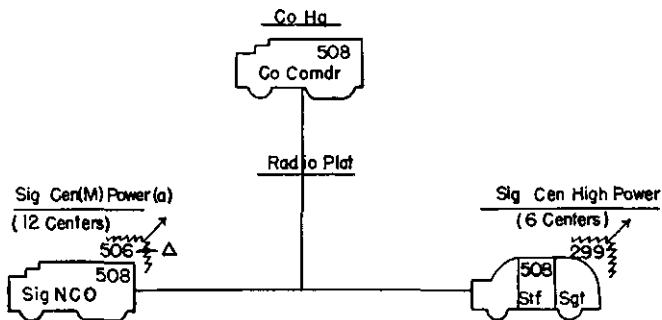 Co Hq
508
Co Comdr
Radio Plat
Sig Cen(M) Power (a)
(12 Centers)
506 Δ
508
Sig NCO
Sig Cen High Power
(6 Centers)
299
508
Stf Sgt